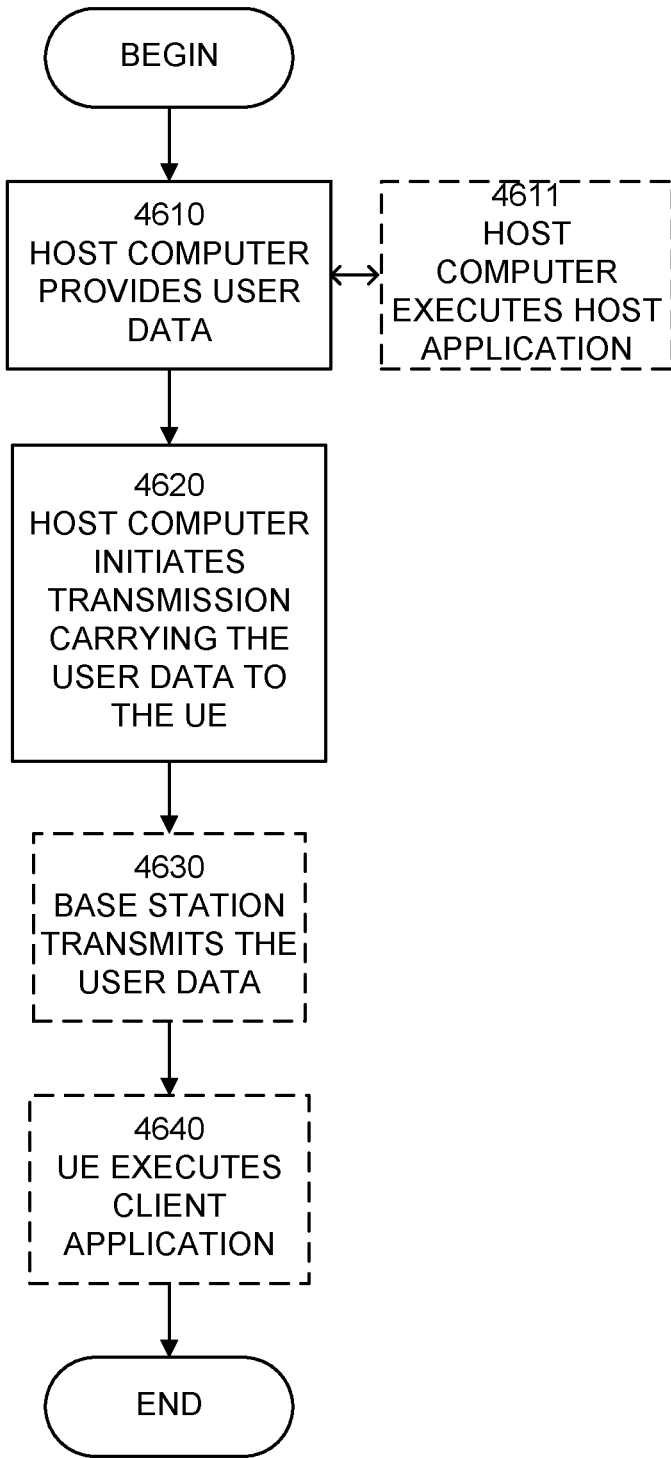 BEGIN
4610
HOST COMPUTER
PROVIDES USER
DATA
4611
HOST
COMPUTER
EXECUTES HOST
APPLICATION
4620
HOST COMPUTER
INITIATES
TRANSMISSION
CARRYING THE
USER DATA TO
THE UE
4630
BASE STATION
TRANSMITS THE
USER DATA
4640
UE EXECUTES
CLIENT
APPLICATION
END